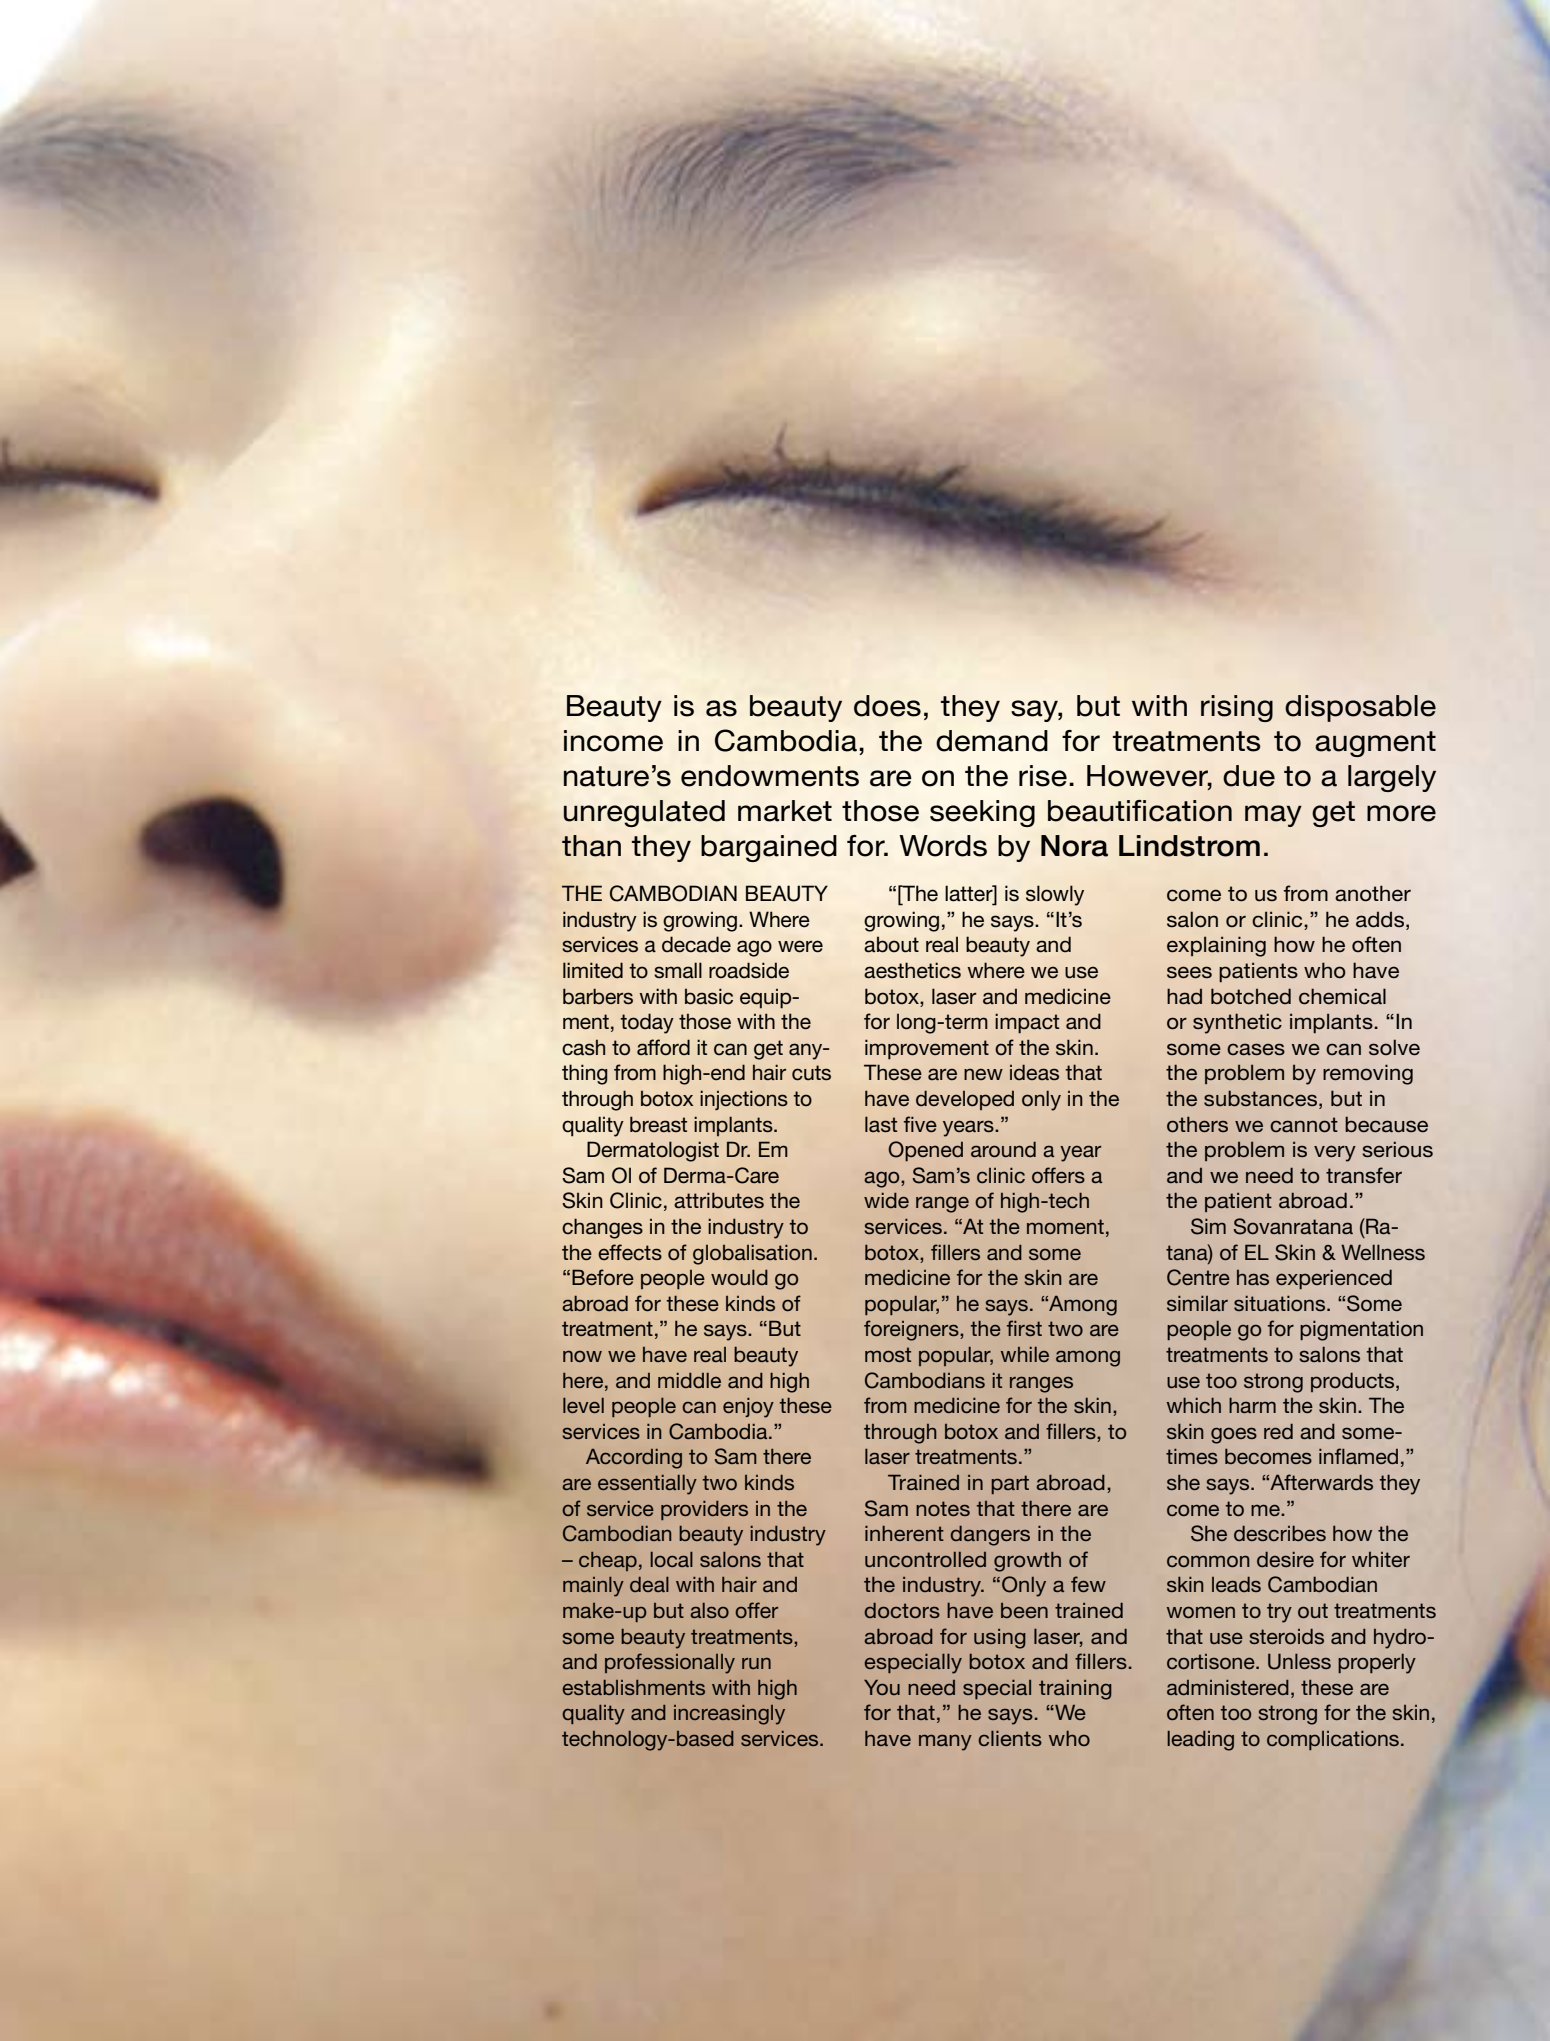 Beauty is as beauty does, they say, but with rising disposable
income in Cambodia, the demand for treatments to augment
nature's endowments are on the rise. However, due to a largely
unregulated market those seeking beautification may get more
than they bargained for. Words by Nora Lindstrom.
THE CAMBODIAN BEAUTY
industry is growing. Where
services a decade ago were
limited to small roadside
barbers with basic equip-
ment, today those with the
cash to afford it can get any-
thing from high-end hair cuts
through botox injections to
quality breast implants.
Dermatologist Dr. Em
Sam Ol of Derma-Care
Skin Clinic, attributes the
changes in the industry to
the effects of globalisation.
“Before people would go
abroad for these kinds of
treatment,” he says. “But
now we have real beauty
here, and middle and high
level people can enjoy these
services in Cambodia.”
According to Sam there
are essentially two kinds
of service providers in the
Cambodian beauty industry
– cheap, local salons that
mainly deal with hair and
make-up but also offer
some beauty treatments,
and professionally run
establishments with high
quality and increasingly
technology-based services.
“[The latter] is slowly
growing,” he says. “It’s
about real beauty and
aesthetics where we use
botox, laser and medicine
for long-term impact and
improvement of the skin.
These are new ideas that
have developed only in the
last five years.”
Opened around a year
ago, Sam’s clinic offers a
wide range of high-tech
services. “At the moment,
botox, fillers and some
medicine for the skin are
popular,” he says. “Among
foreigners, the first two are
most popular, while among
Cambodians it ranges
from medicine for the skin,
through botox and fillers, to
laser treatments.”
Trained in part abroad,
Sam notes that there are
inherent dangers in the
uncontrolled growth of
the industry. “Only a few
doctors have been trained
abroad for using laser, and
especially botox and fillers.
You need special training
for that,” he says. “We
have many clients who
come to us from another
salon or clinic,” he adds,
explaining how he often
sees patients who have
had botched chemical
or synthetic implants. “In
some cases we can solve
the problem by removing
the substances, but in
others we cannot because
the problem is very serious
and we need to transfer
the patient abroad.”
Sim Sovanratana (Ra-
tana) of EL Skin & Wellness
Centre has experienced
similar situations. “Some
people go for pigmentation
treatments to salons that
use too strong products,
which harm the skin. The
skin goes red and some-
times becomes inflamed,”
she says. “Afterwards they
come to me.”
She describes how the
common desire for whiter
skin leads Cambodian
women to try out treatments
that use steroids and hydro-
cortisone. Unless properly
administered, these are
often too strong for the skin,
leading to complications.